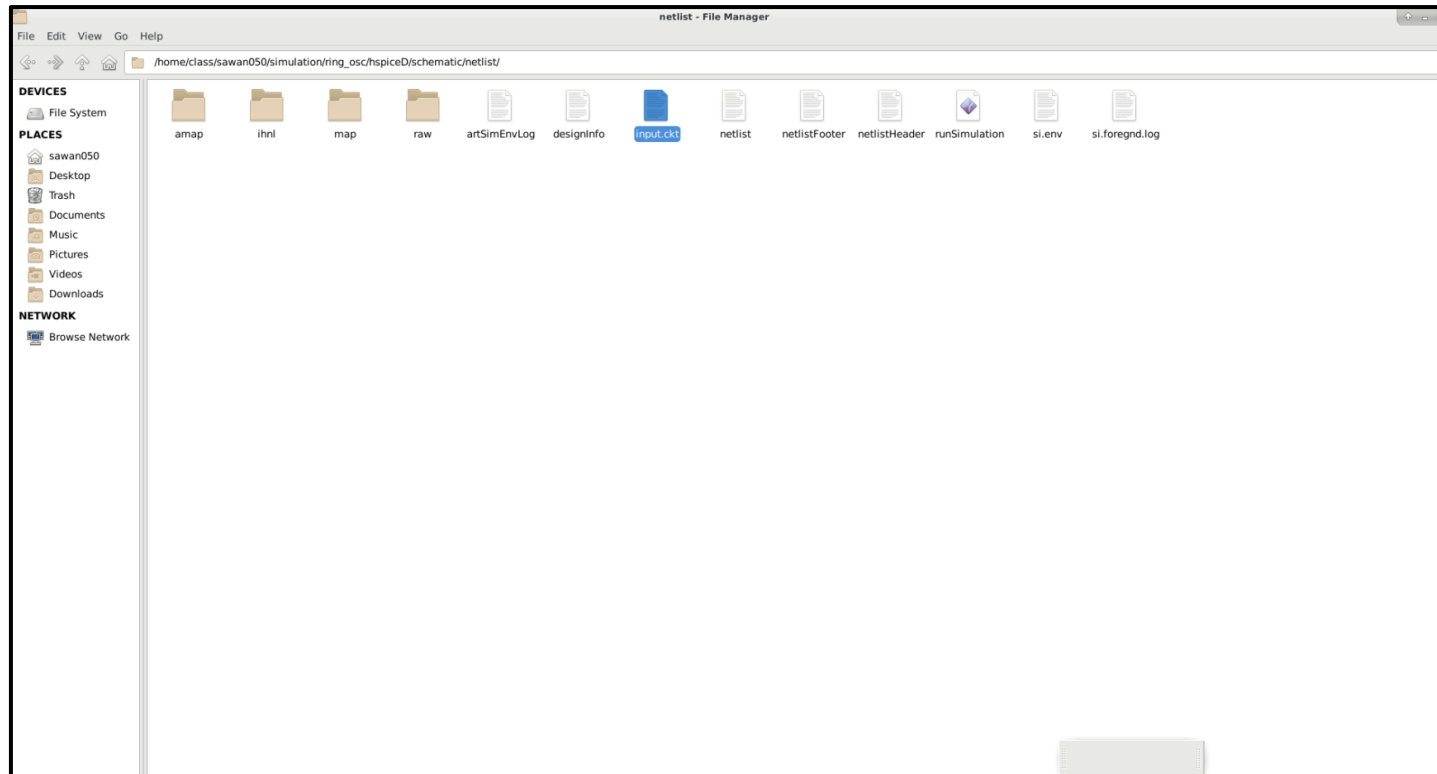 netlist - File Manager
File Edit View Go Help
/home/class/sawan050/simulation/ring_osc/hspiceD/schematic/netlist/
DEVICES
File System
PLACES
sawan050
Desktop
Trash
Documents
Music
Pictures
Videos
Downloads
NETWORK
Browse Network
amap ihnl map raw artSimEnvLog designInfo input.ckt netlist netlistFooter netlistHeader runSimulation si.env si.foregnd.log